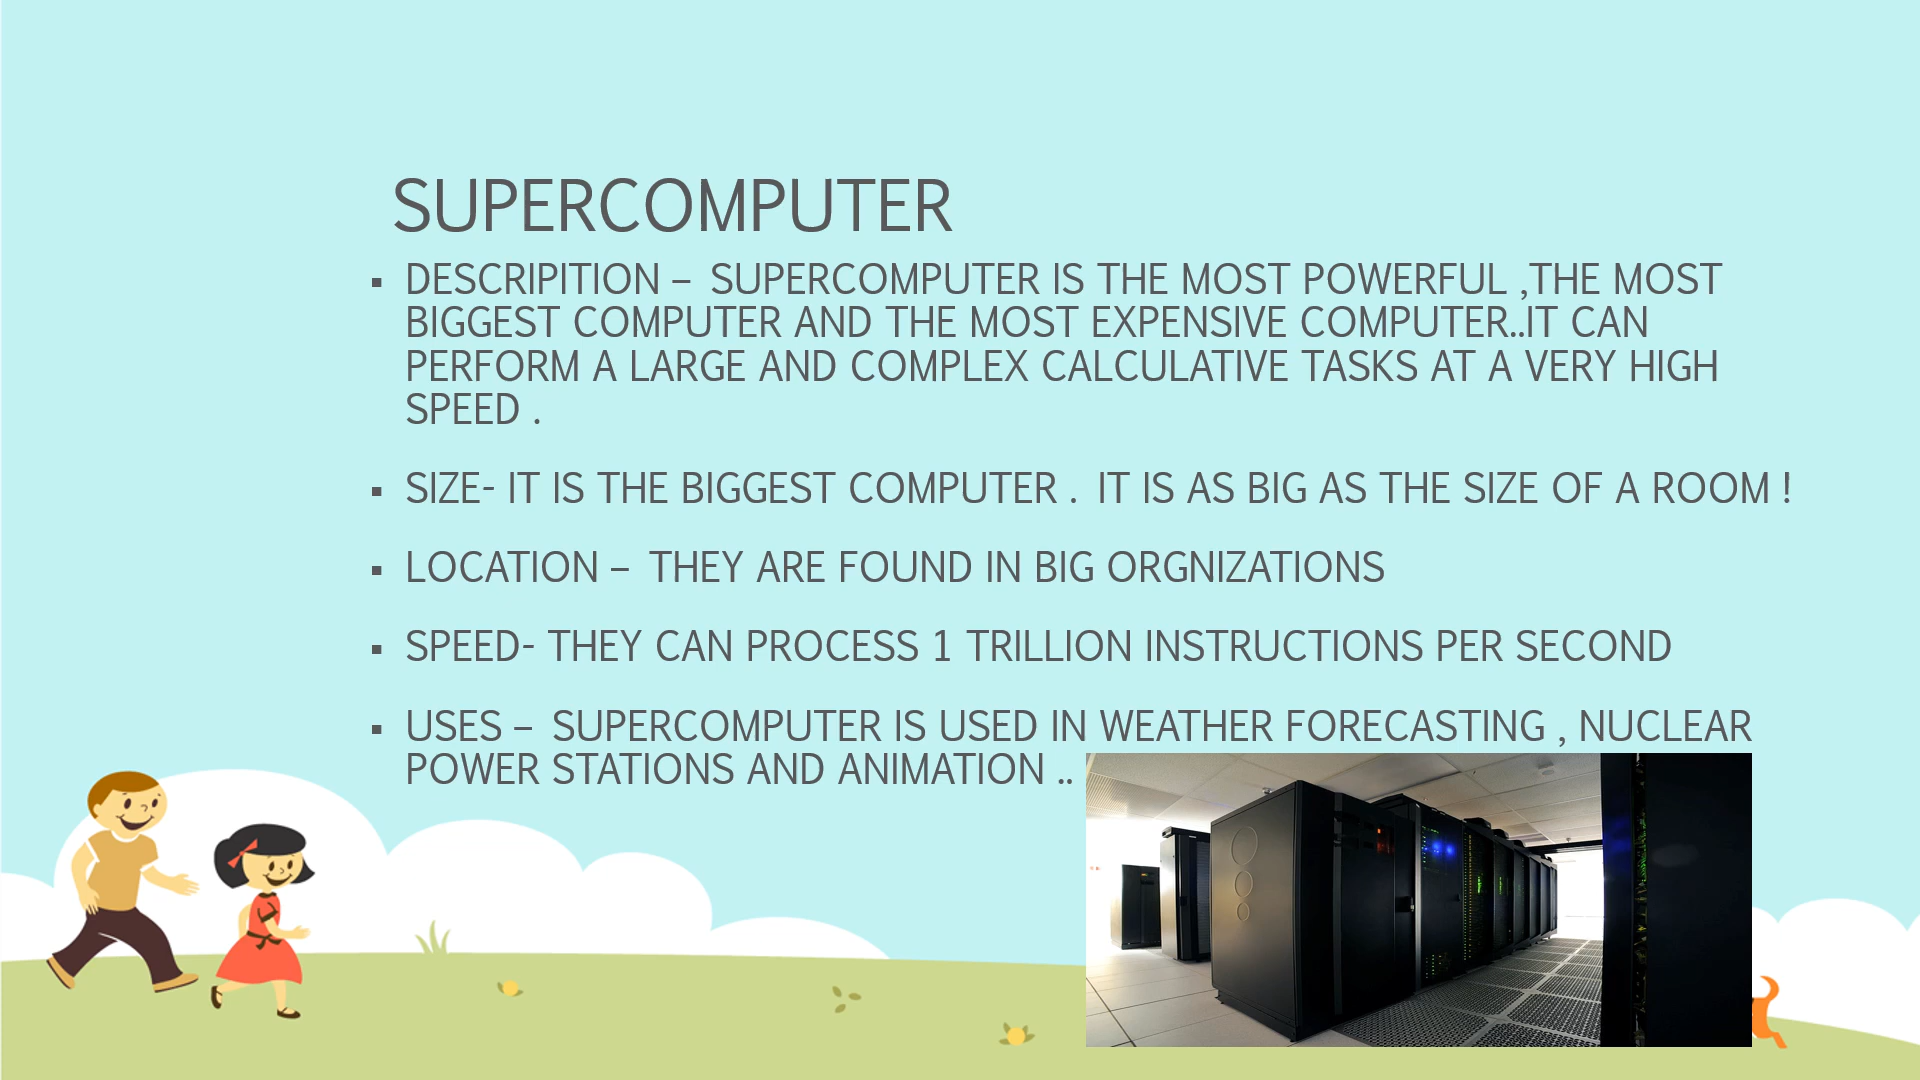 SUPERCOMPUTER
▪ DESCRIPITION – SUPERCOMPUTER IS THE MOST POWERFUL ,THE MOST
BIGGEST COMPUTER AND THE MOST EXPENSIVE COMPUTER..IT CAN
PERFORM A LARGE AND COMPLEX CALCULATIVE TASKS AT A VERY HIGH
SPEED .
▪ SIZE- IT IS THE BIGGEST COMPUTER . IT IS AS BIG AS THE SIZE OF A ROOM !
▪ LOCATION – THEY ARE FOUND IN BIG ORGNIZATIONS
▪ SPEED- THEY CAN PROCESS 1 TRILLION INSTRUCTIONS PER SECOND
▪ USES – SUPERCOMPUTER IS USED IN WEATHER FORECASTING , NUCLEAR
POWER STATIONS AND ANIMATION ..